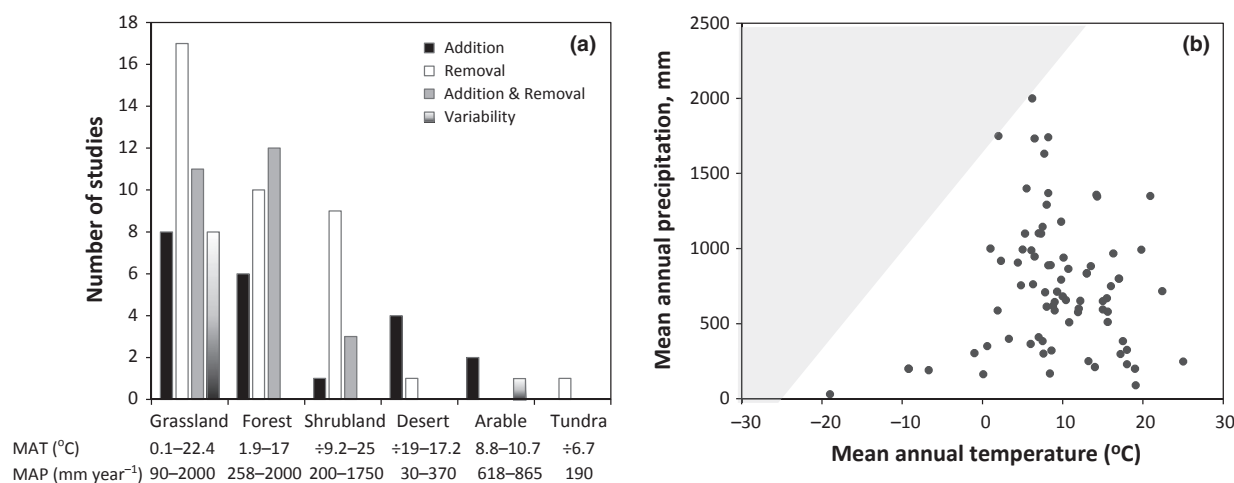 (a)
Addition
Removal
Addition & Removal
Variability
Number of studies
18
16
14
12
10
8
6
4
2
0
Grassland Forest Shrubland Desert Arable Tundra
MAT (°C) 0.1–22.4 1.9–17 ÷9.2–25 ÷19–17.2 8.8–10.7 ÷6.7
MAP (mm year⁻¹) 90–2000 258–2000 200–1750 30–370 618–865 190
(b)
Mean annual precipitation, mm
2500
2000
1500
1000
500
0
–30 –20 –10 0 10 20 30
Mean annual temperature (°C)